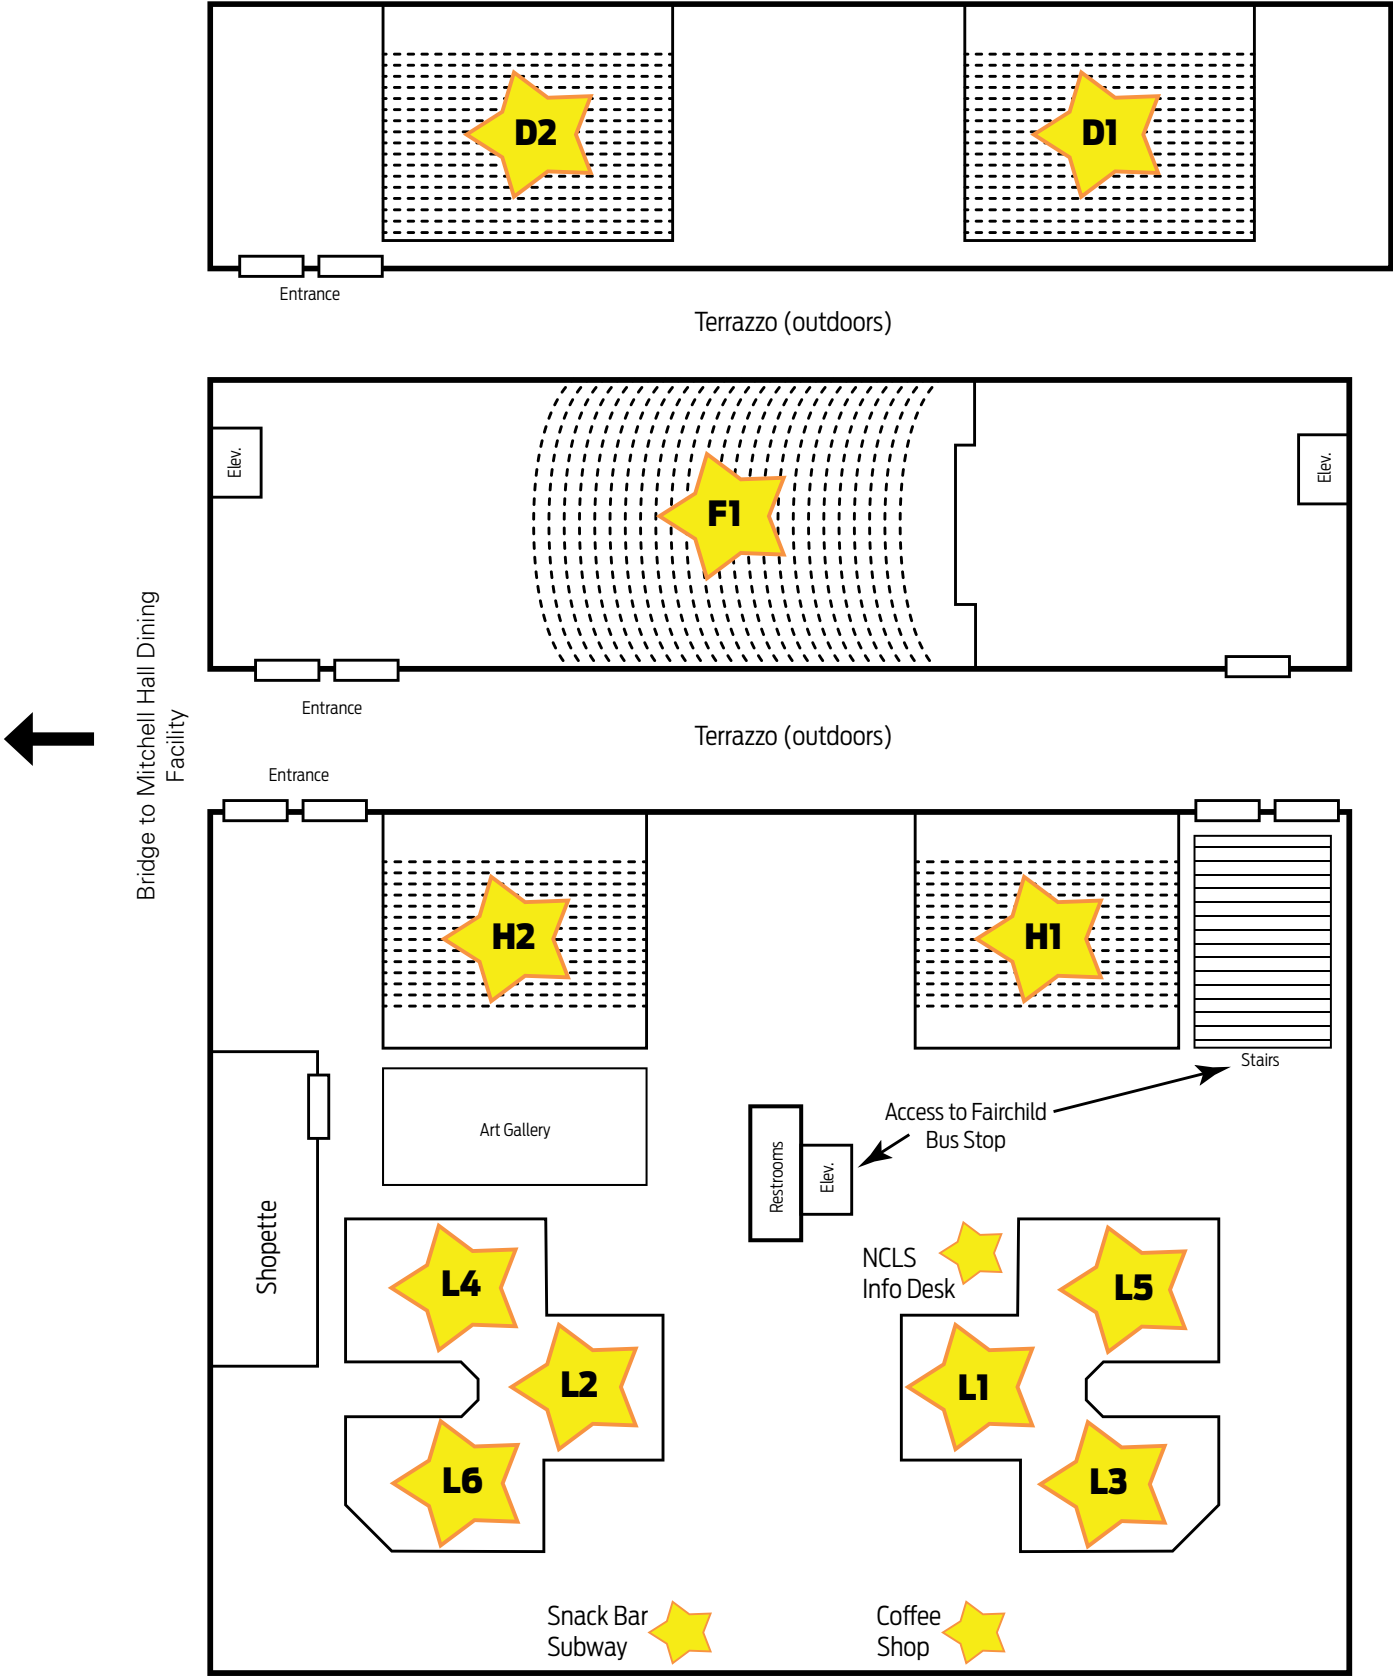 D2
D1
Entrance
Terrazzo (outdoors)
Elev.
F1
Elev.
Entrance
Terrazzo (outdoors)
Bridge to Mitchell Hall Dining
Facility
Entrance
H2
H1
Stairs
Art Gallery
Access to Fairchild
Bus Stop
Restrooms
Elev.
Shopette
L4
NCLS
Info Desk
L5
L2
L1
L6
L3
Snack Bar
Subway
Coffee
Shop